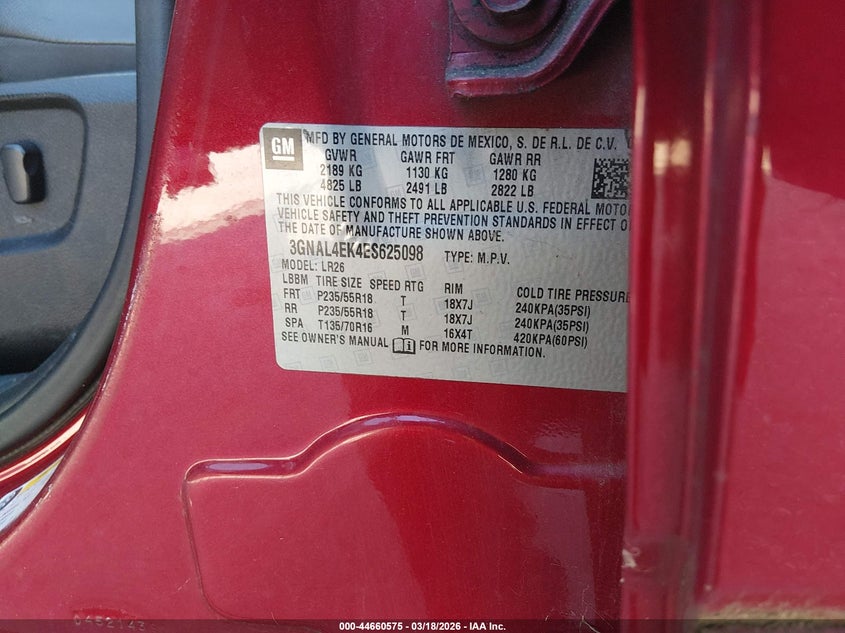 GM
MFD BY GENERAL MOTORS DE MEXICO, S. DE R.L. DE C.V.
GVWR GAWR FRT GAWR RR
2189 KG 1130 KG 1280 KG
4825 LB 2491 LB 2822 LB
THIS VEHICLE CONFORMS TO ALL APPLICABLE U.S. FEDERAL MOTOR
VEHICLE SAFETY AND THEFT PREVENTION STANDARDS IN EFFECT O
THE DATE OF MANUFACTURE SHOWN ABOVE.
3GNAL4EK4ES625098 TYPE: M.P.V.
MODEL: LR26
LBBM TIRE SIZE SPEED RTG RIM COLD TIRE PRESSURE
FRT P235/55R18 T 18X7J 240KPA(35PSI)
RR P235/55R18 T 18X7J 240KPA(35PSI)
SPA T135/70R16 M 16X4T 420KPA(60PSI)
SEE OWNER'S MANUAL FOR MORE INFORMATION.
0452143
000-44660575 — 03/18/2026 — IAA Inc.